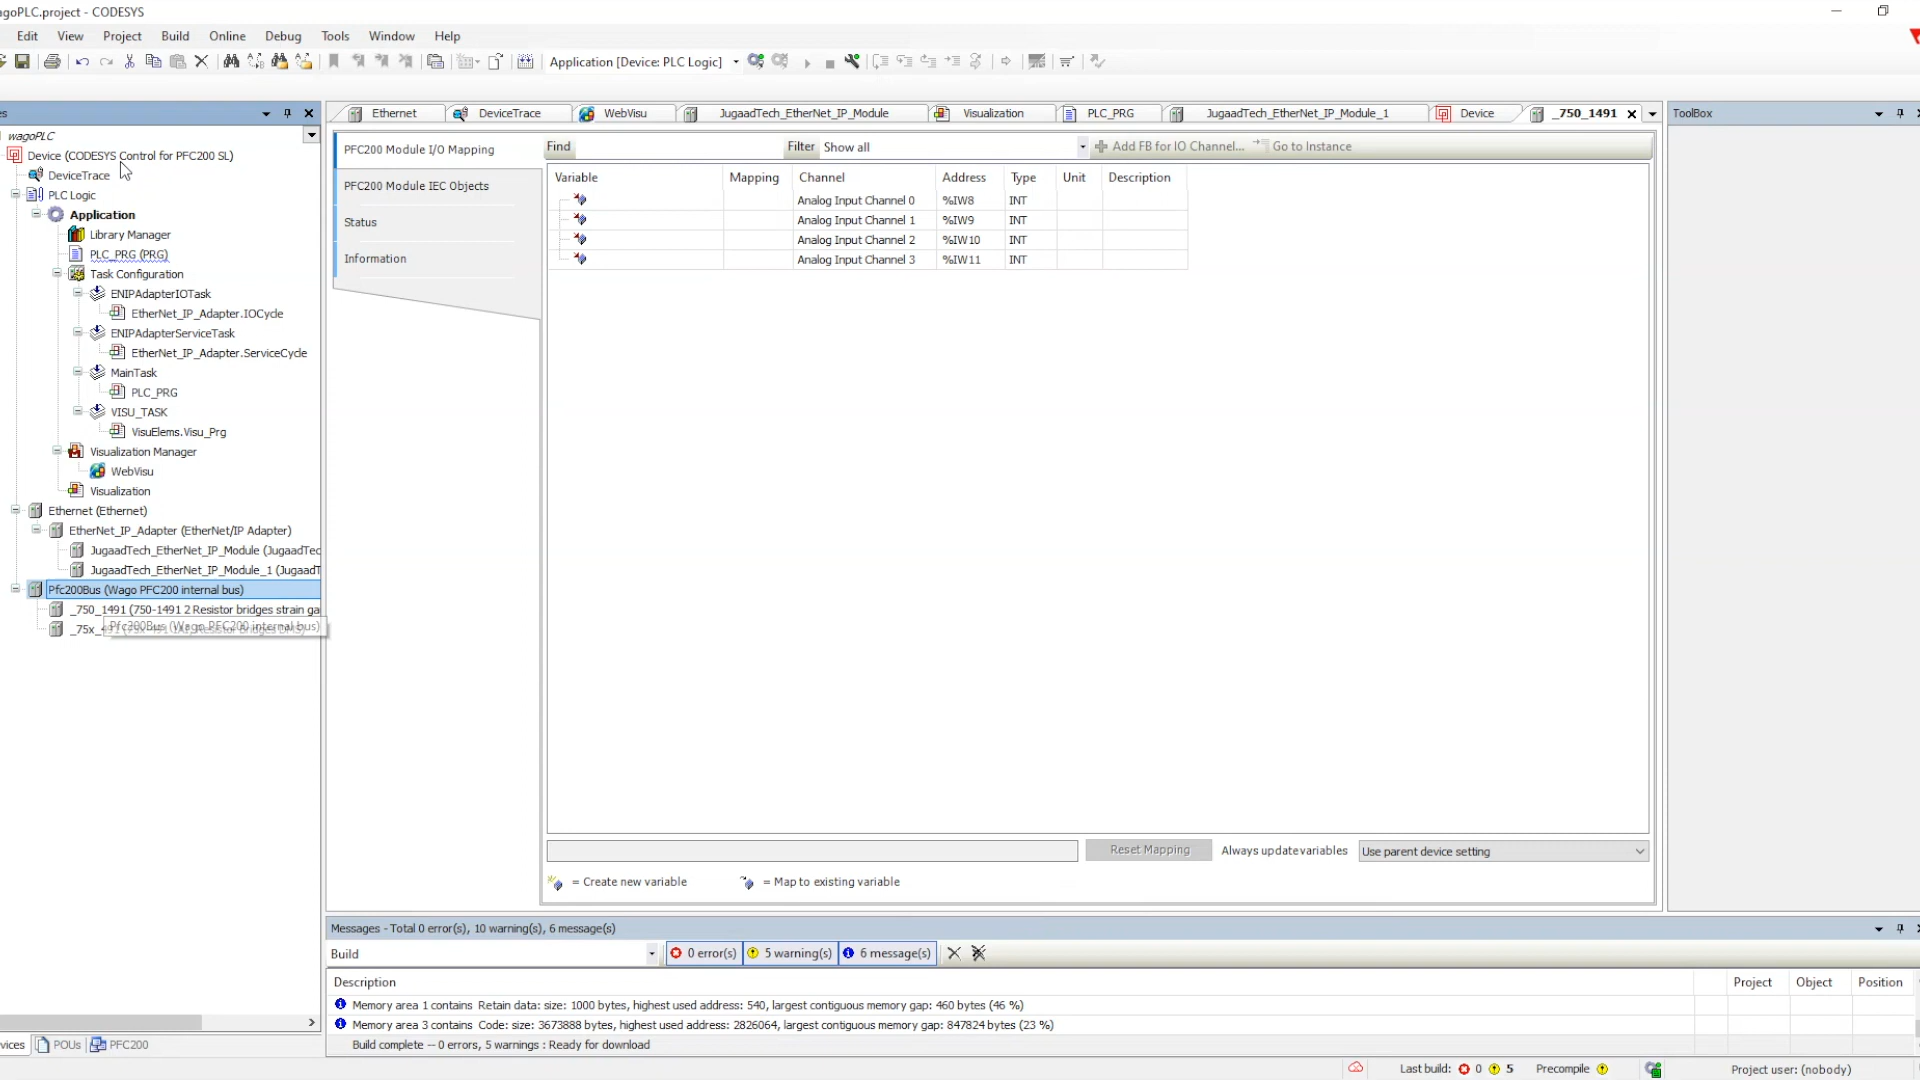 agoPLC.project - CODESYS
Edit View Project Build Online Debug Tools Window Help
Application [Device: PLC Logic]
es
Ethernet DeviceTrace WebVisu JugaadTech_EtherNet_IP_Module Visualization PLC_PRG JugaadTech_EtherNet_IP_Module_1 Device _750_1491
ToolBox
wagoPLC
Device (CODESYS Control for PFC200 SL)
DeviceTrace
PLC Logic
Application
Library Manager
PLC_PRG (PRG)
Task Configuration
ENIPAdapterIOTask
EtherNet_IP_Adapter.IOCycle
ENIPAdapterServiceTask
EtherNet_IP_Adapter.ServiceCycle
MainTask
PLC_PRG
VISU_TASK
VisuElems.Visu_Prg
Visualization Manager
WebVisu
Visualization
Ethernet (Ethernet)
EtherNet_IP_Adapter (EtherNet/IP Adapter)
JugaadTech_EtherNet_IP_Module (JugaadTec
JugaadTech_EtherNet_IP_Module_1 (JugaadT
Pfc200Bus (Wago PFC200 internal bus)
_750_1491 (750-1491 2 Resistor bridges strain ga
Pfc200Bus (Wago PFC200 internal bus)
vices POUs PFC200
PFC200 Module I/O Mapping
PFC200 Module IEC Objects
Status
Information
Find Filter Show all Add FB for IO Channel... Go to Instance
Variable Mapping Channel Address Type Unit Description
Analog Input Channel 0 %IW8 INT
Analog Input Channel 1 %IW9 INT
Analog Input Channel 2 %IW10 INT
Analog Input Channel 3 %IW11 INT
Reset Mapping Always update variables Use parent device setting
= Create new variable = Map to existing variable
Messages - Total 0 error(s), 10 warning(s), 6 message(s)
Build 0 error(s) 5 warning(s) 6 message(s)
Description Project Object Position
Memory area 1 contains Retain data: size: 1000 bytes, highest used address: 540, largest contiguous memory gap: 460 bytes (46 %)
Memory area 3 contains Code: size: 3673888 bytes, highest used address: 2826064, largest contiguous memory gap: 847824 bytes (23 %)
Build complete -- 0 errors, 5 warnings : Ready for download
Last build: 0 5 Precompile Project user: (nobody)